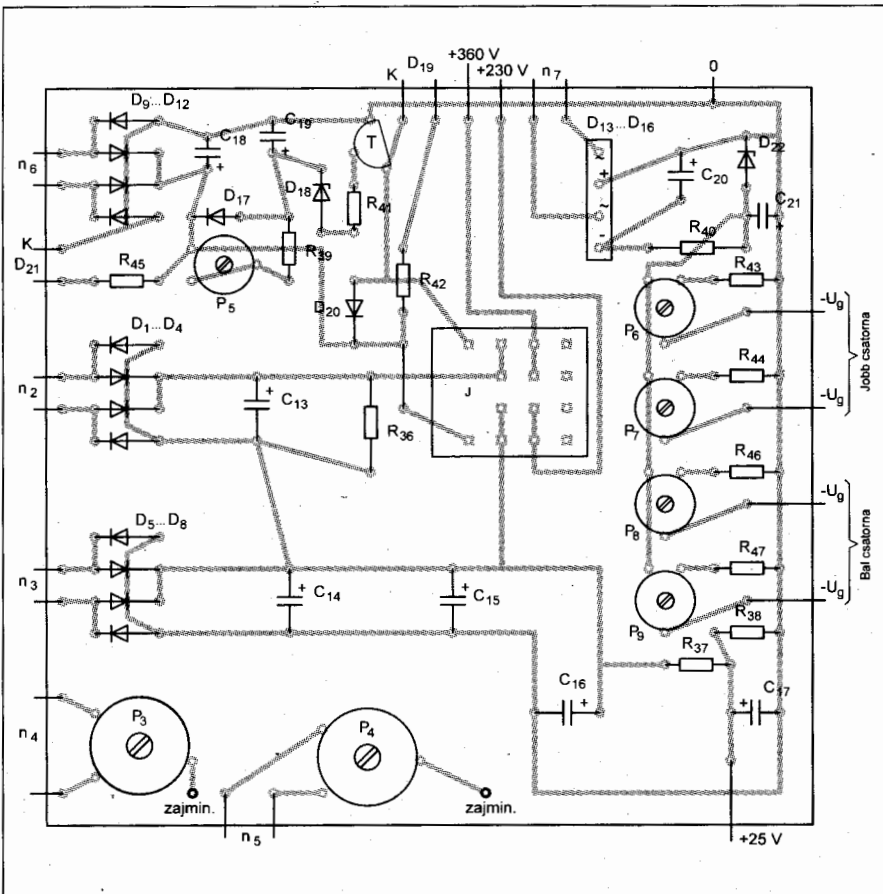 +360 V
K D19 +230 V n7 0
D9...D12
D13...D16
C18 C19 T D22
n6
D17 D18 R41 C20 C21
K
R40
D21 R45 R39 R42 R43
P5 D20 P6 -Ug
D1...D4
R44
n2 C13 R36 J P7 -Ug
Jobb csatorna
R46
P8 -Ug
D5...D8
R47
n3 C14 C15 P9 -Ug
Bal csatorna
R38
R37
C16 C17
n4 P3 P4
zajmin. zajmin.
n5 +25 V